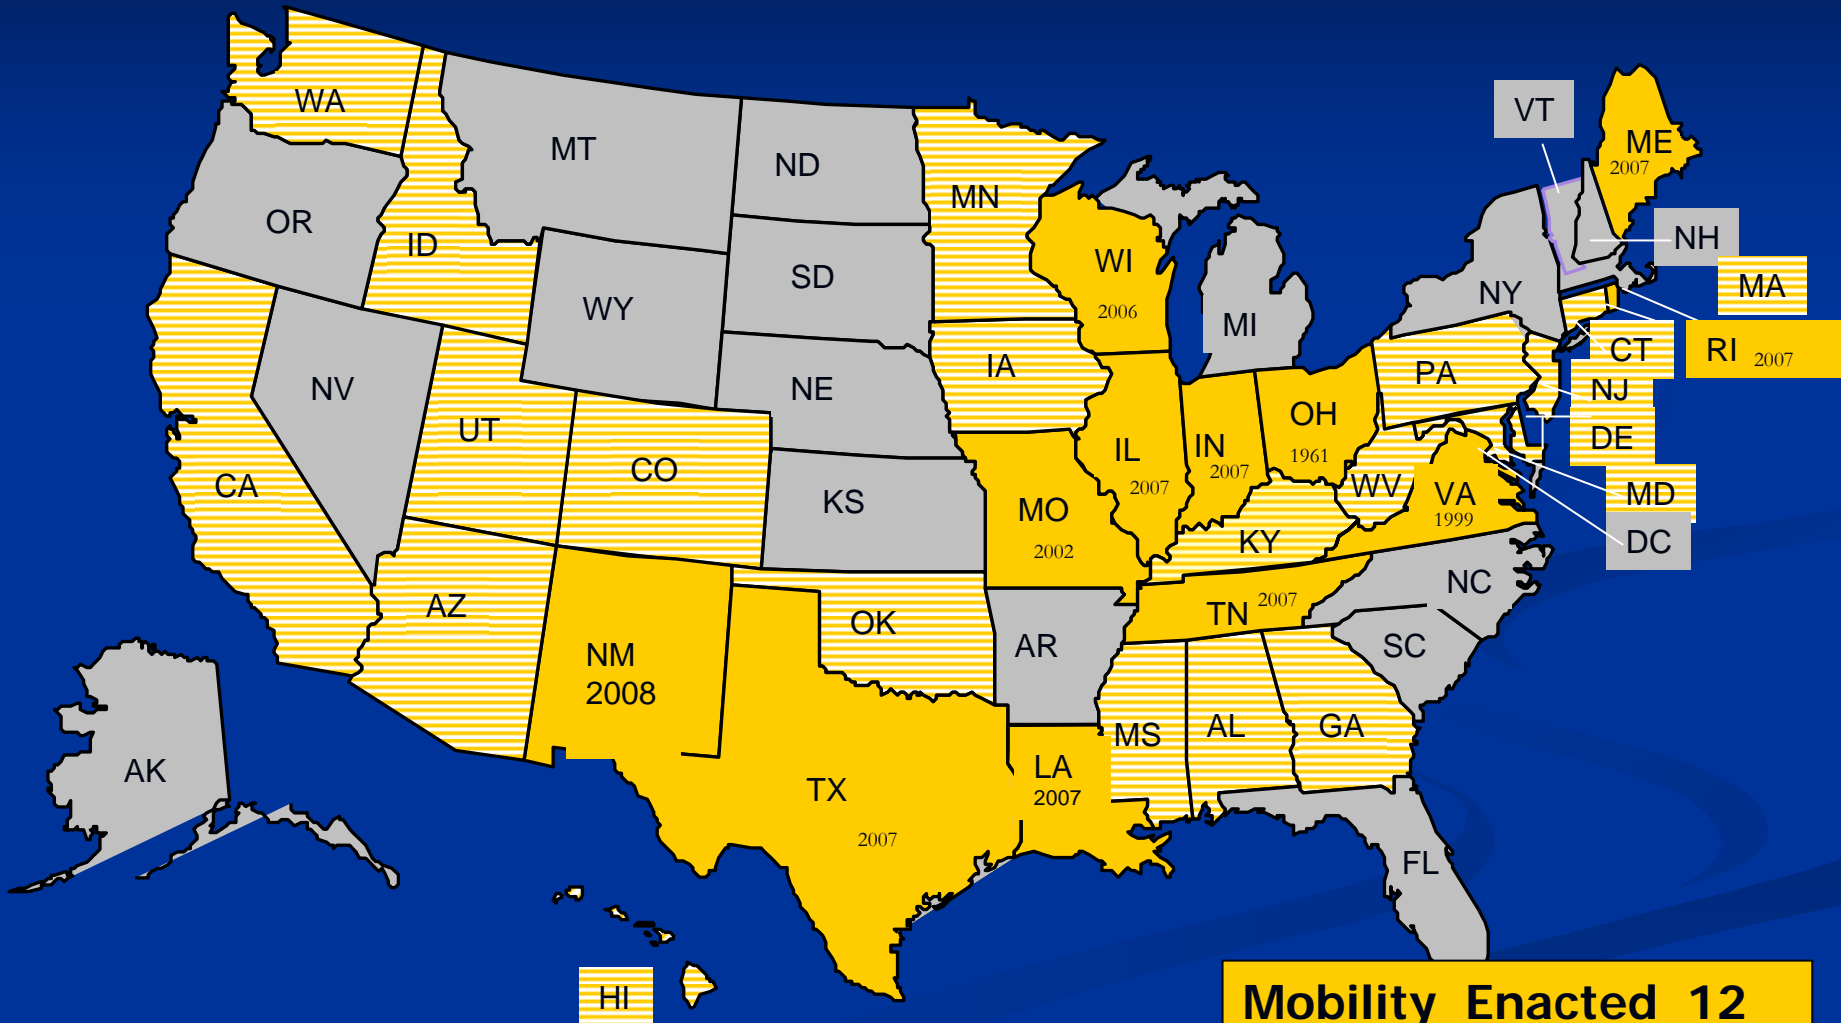 WA
MT
ND
MN
VT
ME
2007
OR
ID
SD
WI
2006
NH
MA
WY
MI
NY
CT
RI 2007
NV
NE
IA
PA
NJ
UT
CO
IL
2007
IN
2007
OH
1961
DE
CA
KS
MO
2002
WV
VA
1999
MD
KY
DC
AZ
OK
AR
TN 2007
NC
SC
NM
2008
MS
AL
GA
AK
TX
2007
LA
2007
FL
HI
Mobility Enacted 12